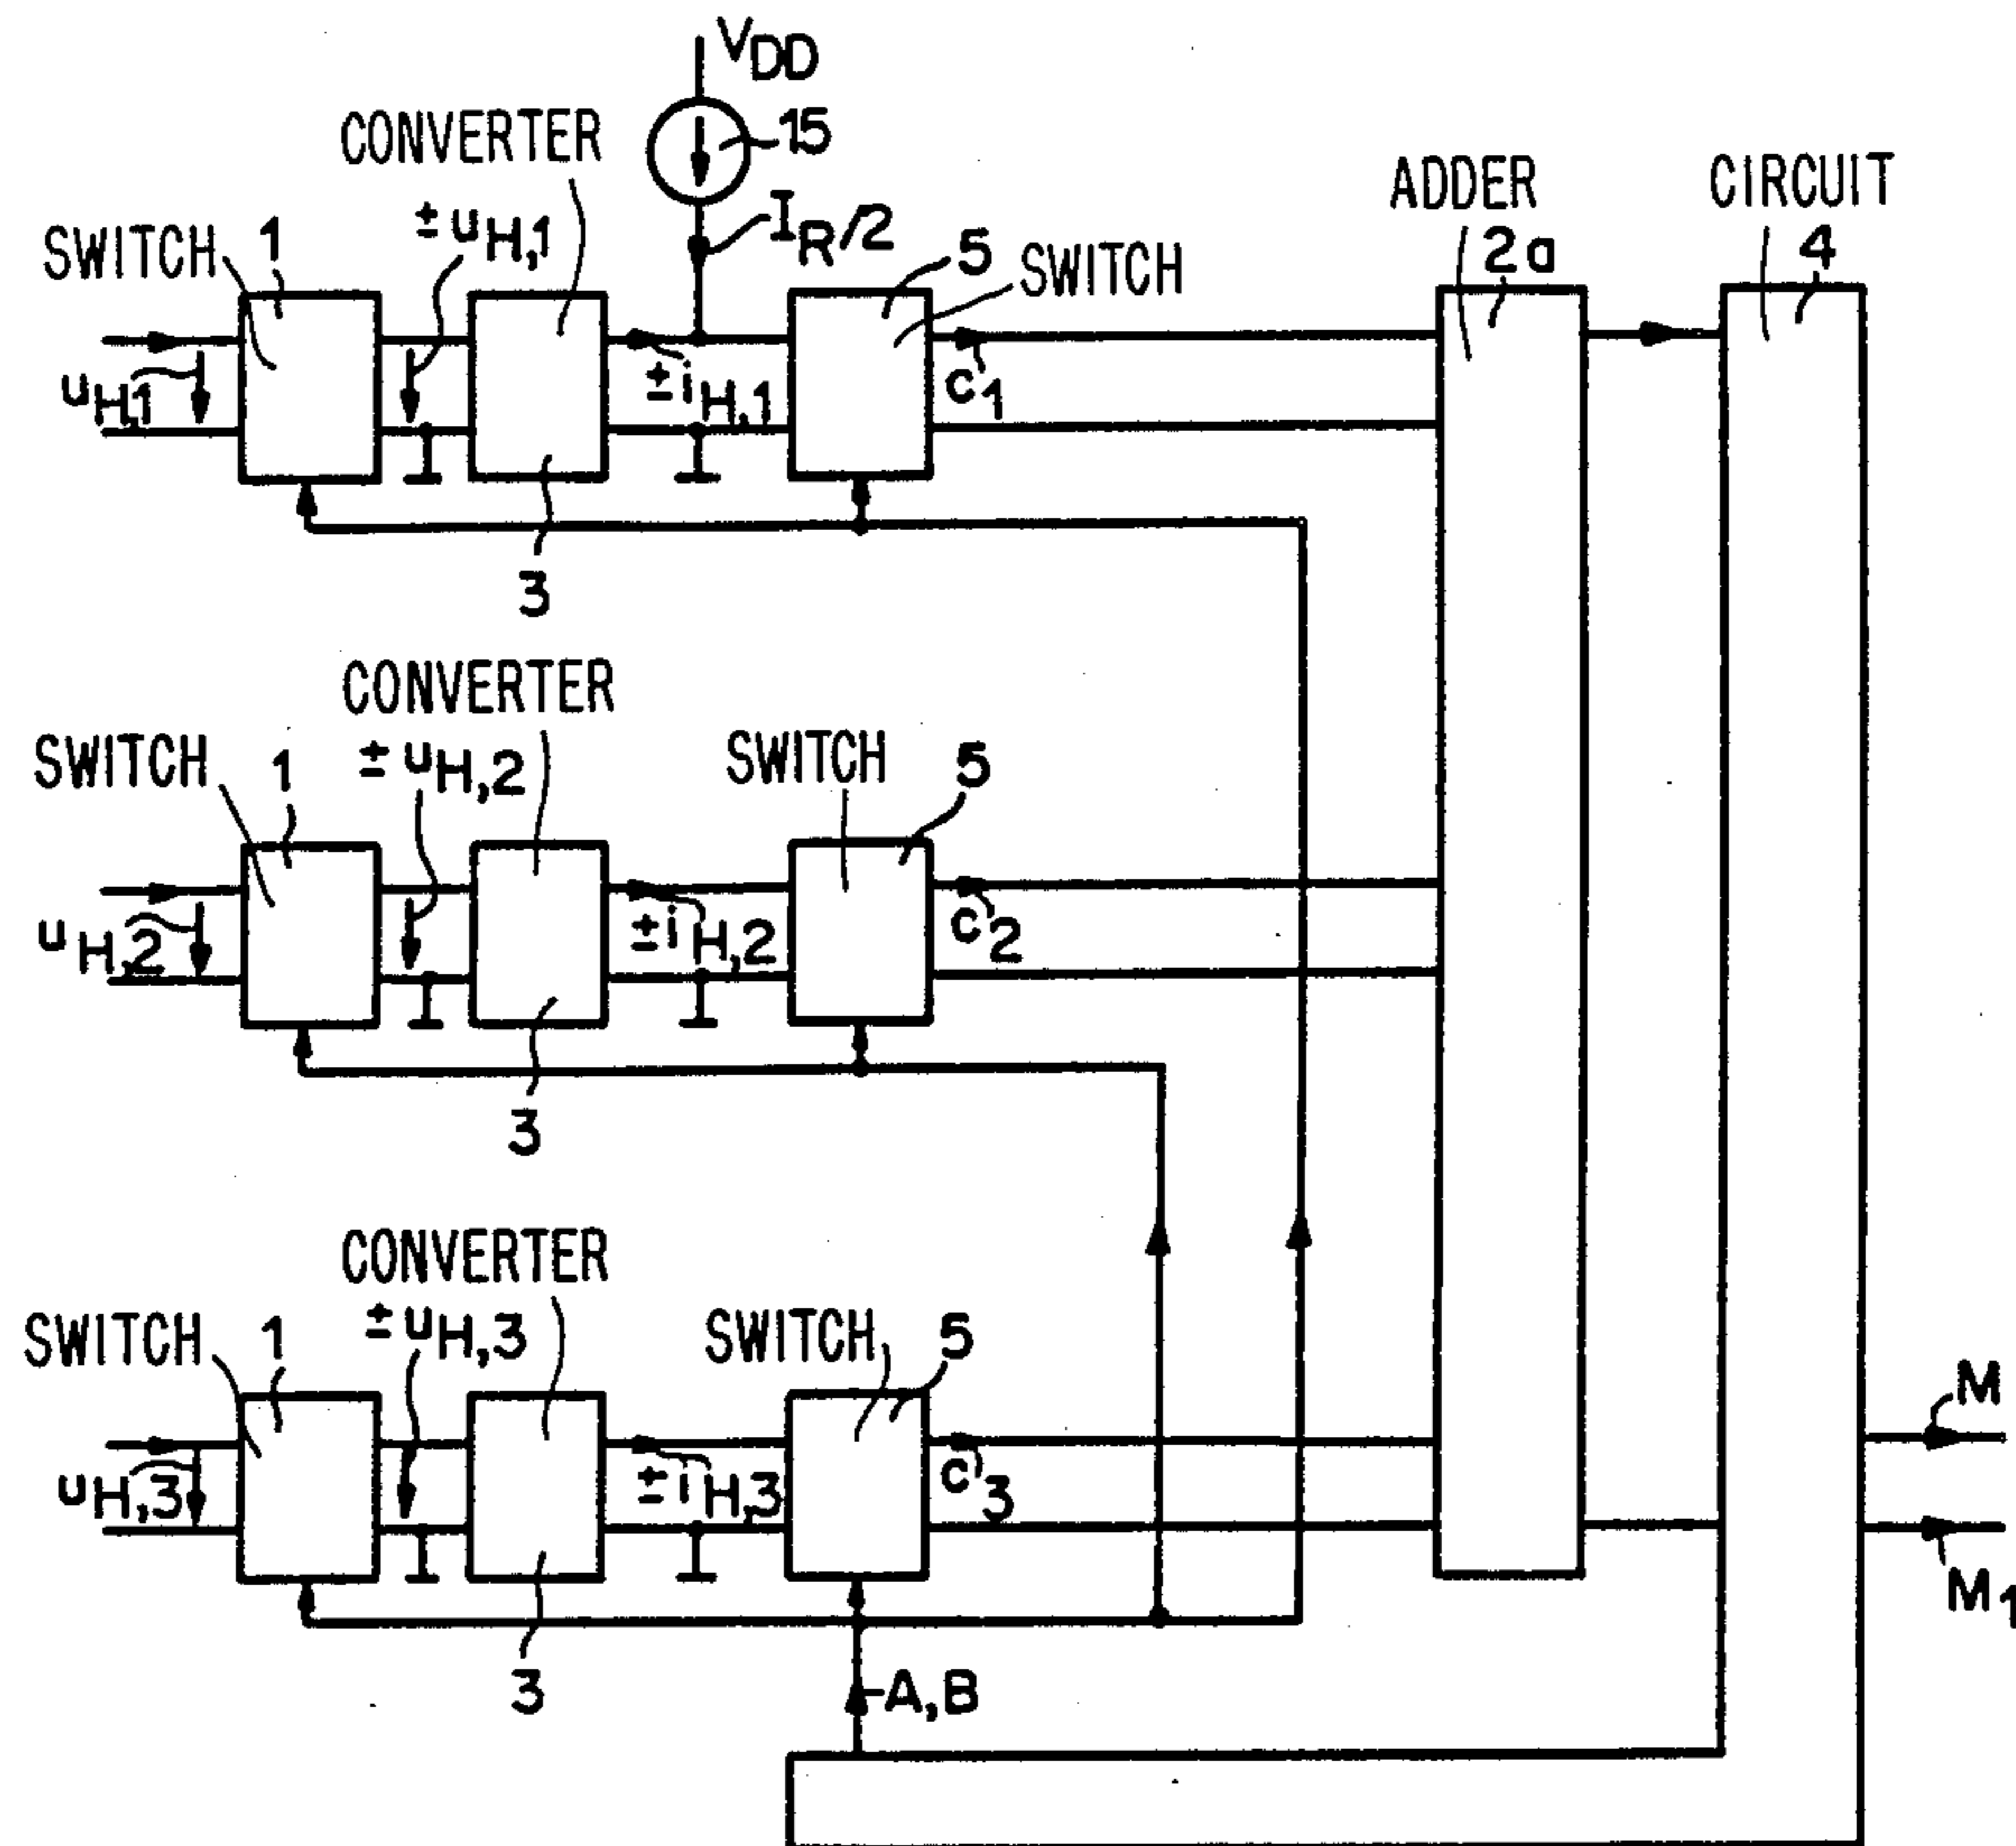 VDD
CONVERTER
15
ADDER
CIRCUIT
SWITCH 1
±uH,1
IR/2
5
SWITCH
2a
4
uH,1
±iH,1
C1
3
CONVERTER
SWITCH 1
±uH,2
SWITCH
5
uH,2
±iH,2
C2
3
CONVERTER
SWITCH 1
±uH,3
SWITCH
5
uH,3
±iH,3
C3
M
M1
3
A,B